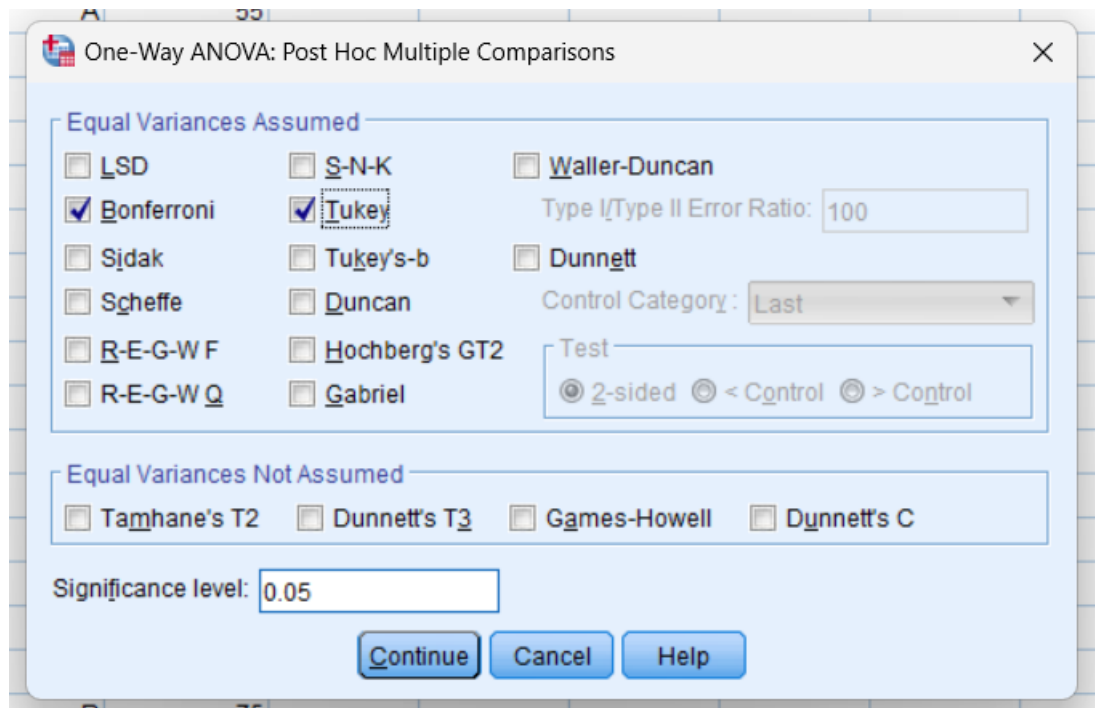 A 55
One-Way ANOVA: Post Hoc Multiple Comparisons
Equal Variances Assumed
LSD S-N-K Waller-Duncan
Bonferroni Tukey Type I/Type II Error Ratio: 100
Sidak Tukey's-b Dunnett
Scheffe Duncan Control Category : Last
R-E-G-W F Hochberg's GT2 Test
R-E-G-W Q Gabriel 2-sided < Control > Control
Equal Variances Not Assumed
Tamhane's T2 Dunnett's T3 Games-Howell Dunnett's C
Significance level: 0.05
Continue Cancel Help